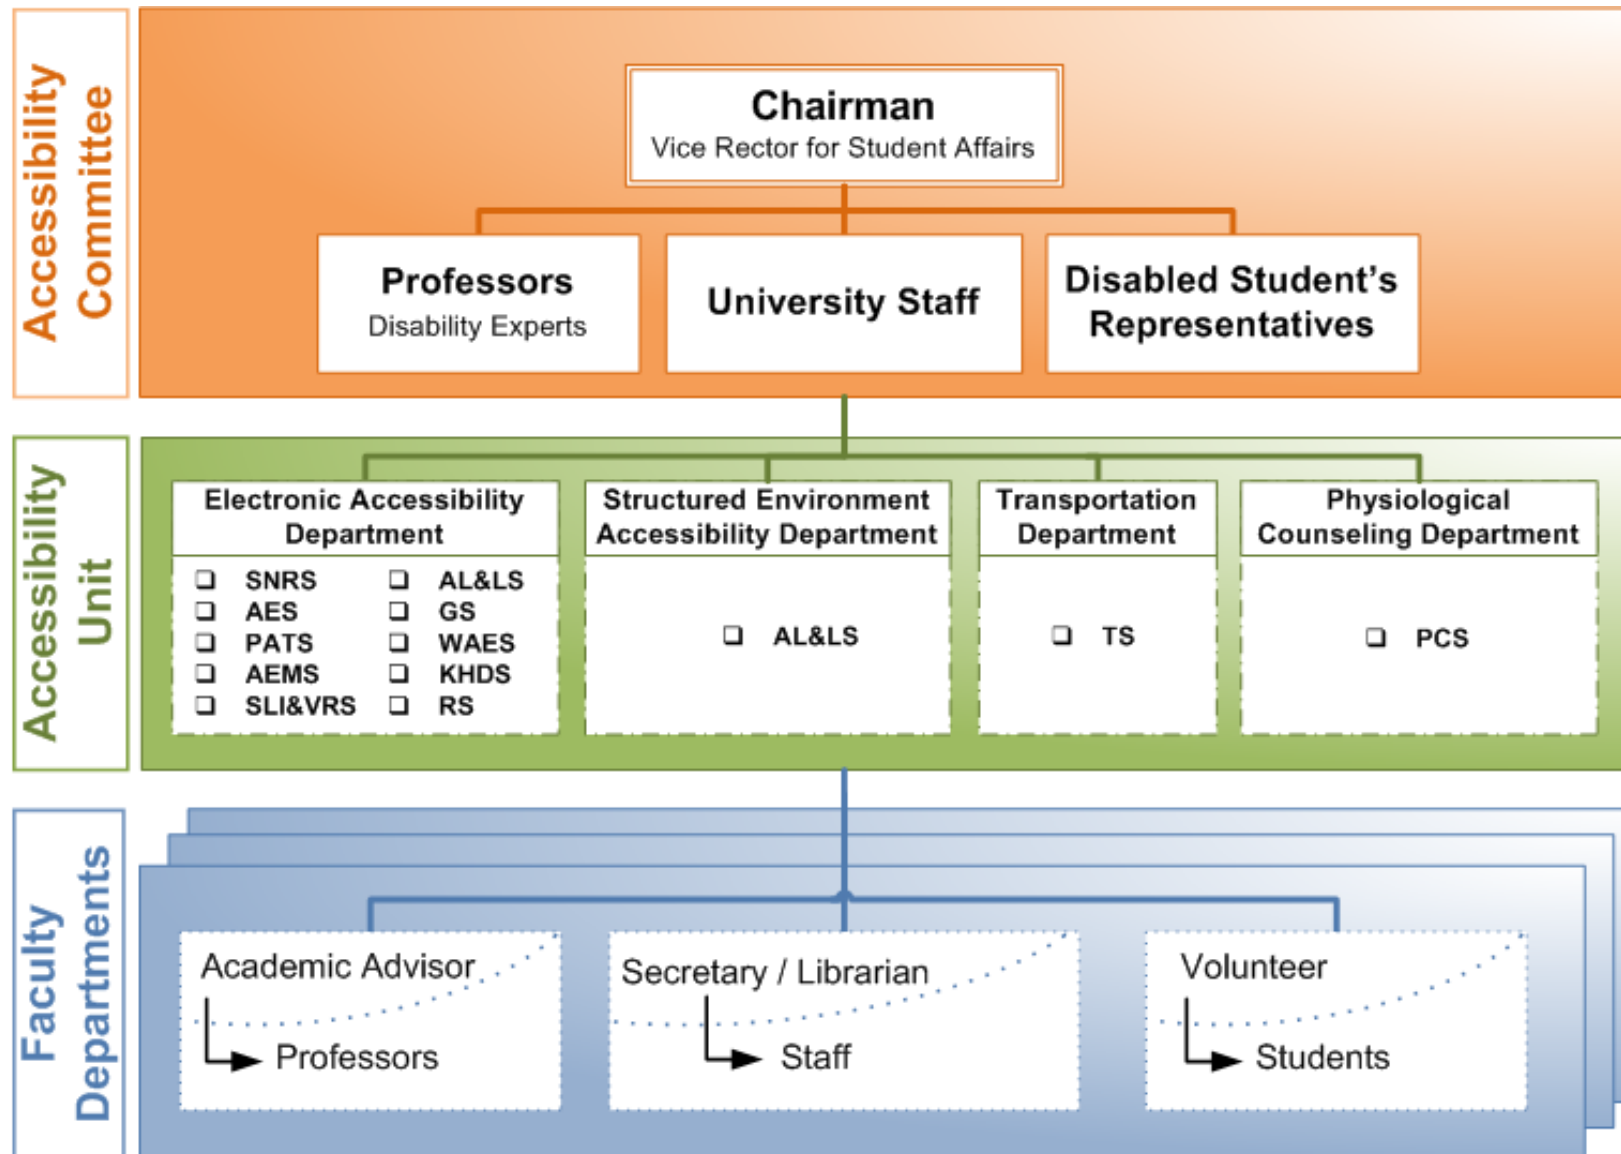 Accessibility
Committee
Chairman
Vice Rector for Student Affairs
Professors
Disability Experts
University Staff
Disabled Student’s
Representatives
Accessibility
Unit
Electronic Accessibility
Department
❑ SNRS
❑ AES
❑ PATS
❑ AEMS
❑ SLI&VRS
❑ AL&LS
❑ GS
❑ WAES
❑ KHDS
❑ RS
Structured Environment
Accessibility Department
❑ AL&LS
Transportation
Department
❑ TS
Physiological
Counseling Department
❑ PCS
Faculty
Departments
Academic Advisor
Professors
Secretary / Librarian
Staff
Volunteer
Students